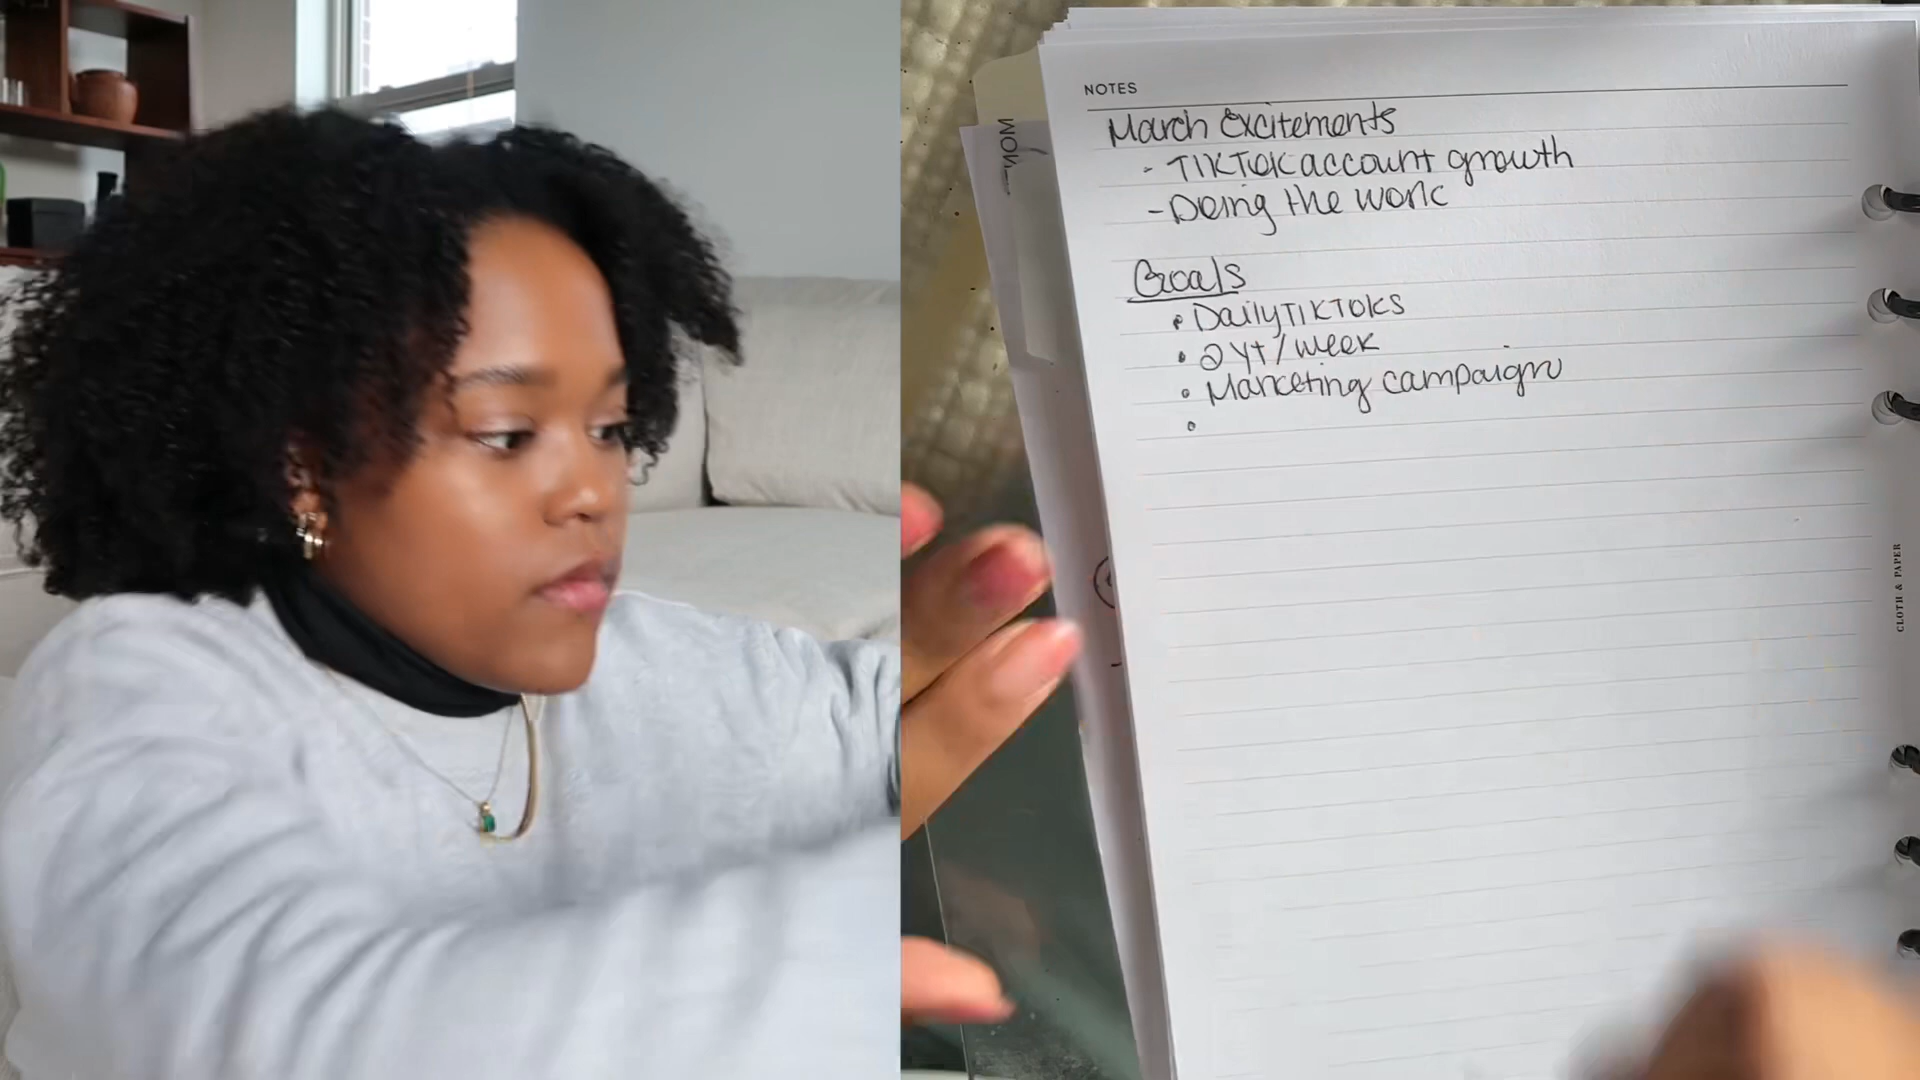 NOTES
March Excitements
- TIKTOK account growth
- Doing the work
Goals
• Daily TIKTOKS
• 2 yt/week
• Marketing campaign
•
CLOTH & PAPER